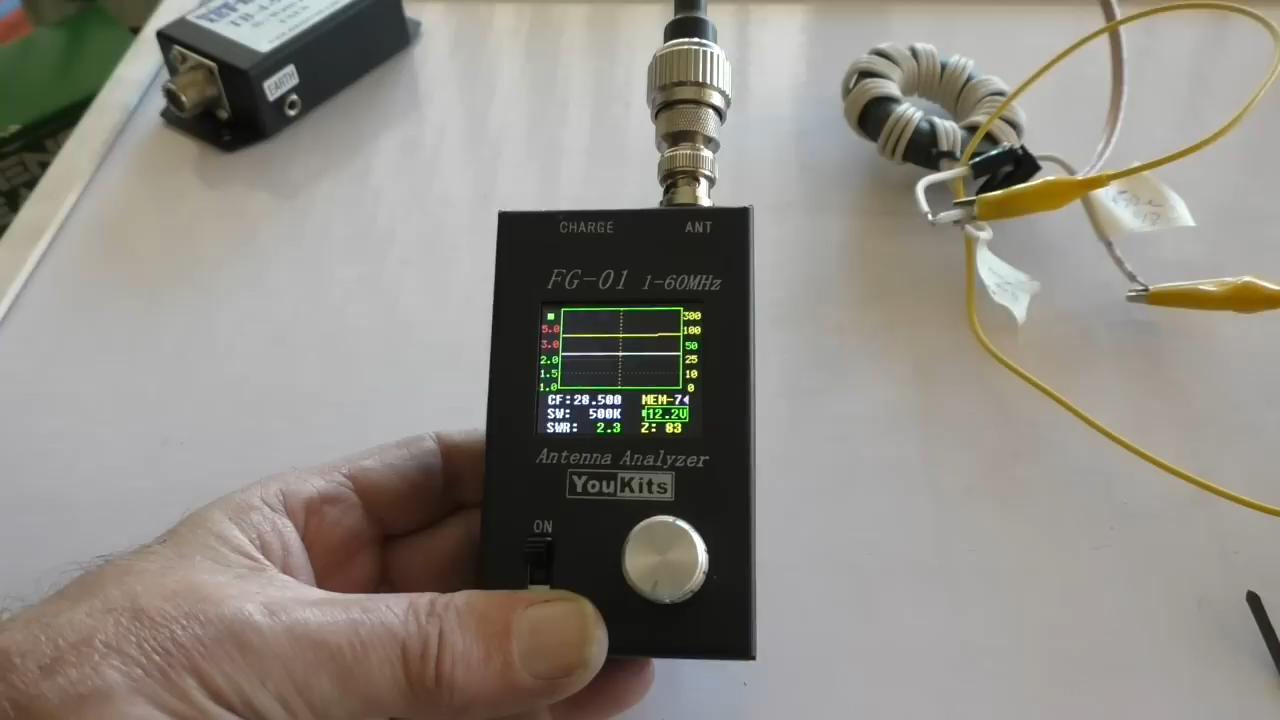 EARTH
CHARGE ANT
FG-01 1-60MHz
300
5.0 100
3.0 50
2.0 25
1.5 10
1.0 0
CF:28.500 MEM-7
SW: 500K 12.2V
SWR: 2.3 Z: 83
Antenna Analyzer
YouKits
ON